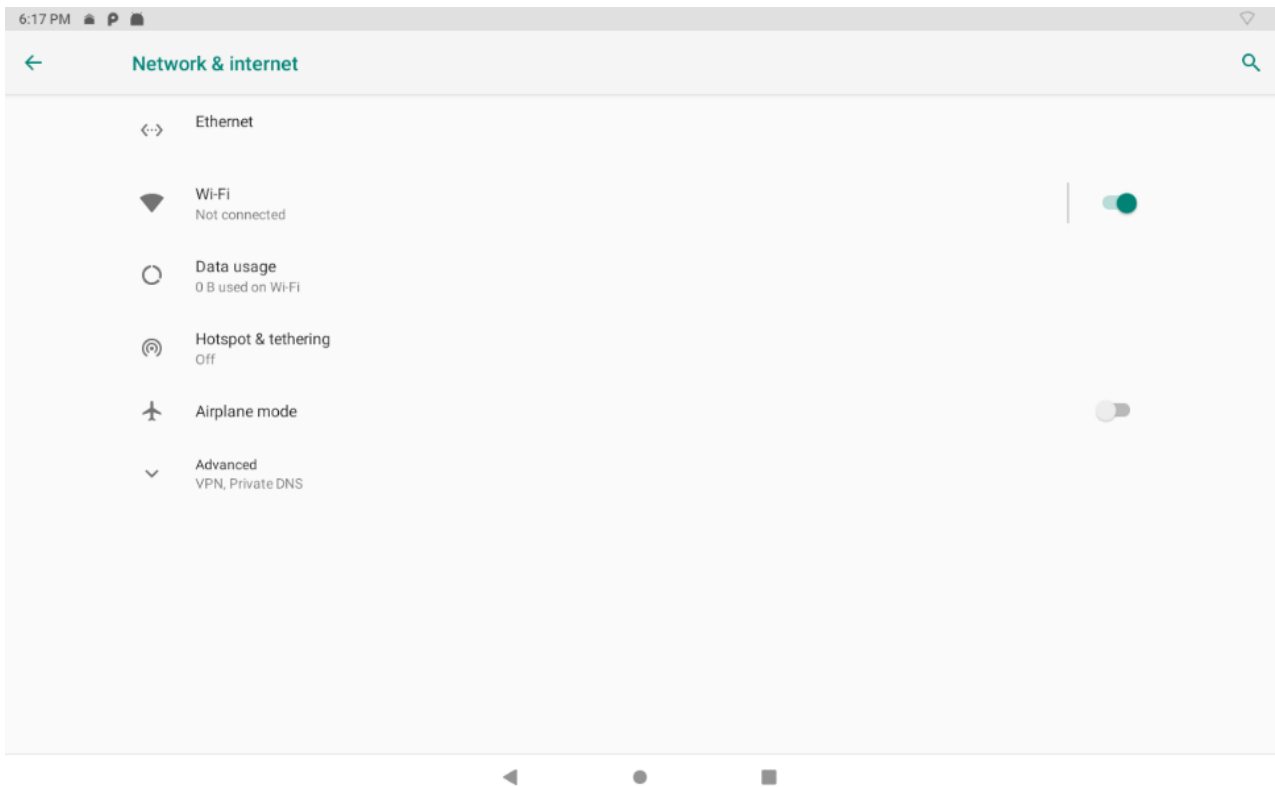 6:17 PM
Network & internet
Ethernet
Wi-Fi
Not connected
Data usage
0 B used on Wi-Fi
Hotspot & tethering
Off
Airplane mode
Advanced
VPN, Private DNS